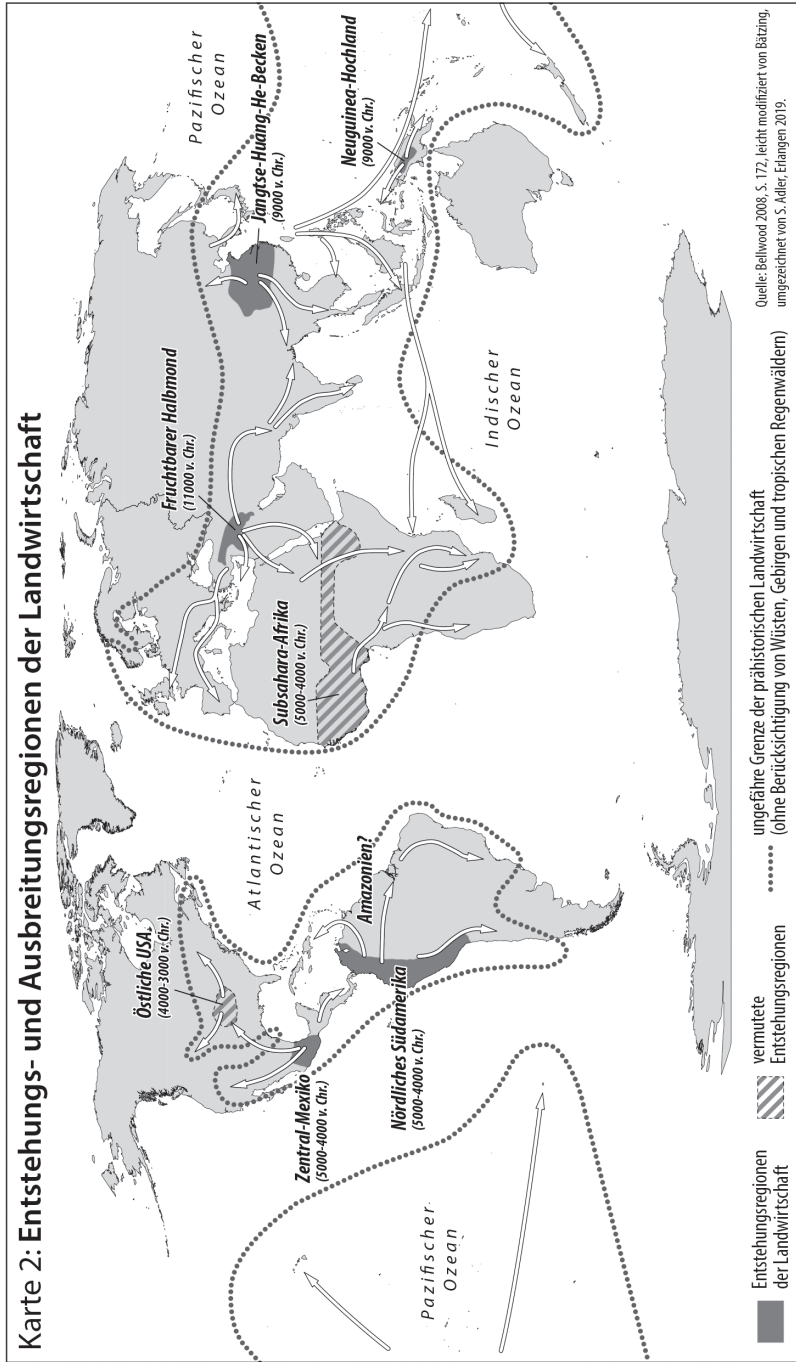 Karte 2: Entstehungs- und Ausbreitungsregionen der Landwirtschaft
Östliche USA
(4000-3000 v. Chr.)
Zentral-Mexiko
(5000-4000 v. Chr.)
Nördliches Südamerika
(5000-4000 v. Chr.)
Amazonien?
Atlantischer
Ozean
Pazifischer
Ozean
Subsahara-Afrika
(5000-4000 v. Chr.)
Fruchtbarer Halbmond
(11000 v. Chr.)
Jangtse-Huang-He-Becken
(9000 v. Chr.)
Neuguinea-Hochland
(9000 v. Chr.)
Pazifischer
Ozean
Indischer
Ozean
Entstehungsregionen
der Landwirtschaft
vermutete
Entstehungsregionen
ungefähre Grenze der prähistorischen Landwirtschaft
(ohne Berücksichtigung von Wüsten, Gebirgen und tropischen Regenwäldern)
Quelle: Bellwood 2008, S. 172, leicht modifiziert von Bätzing,
umgezeichnet von S. Adler, Erlangen 2019.